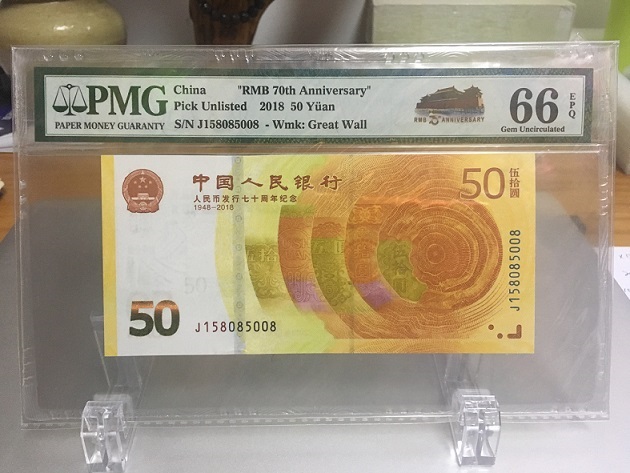 PMG
PAPER MONEY GUARANTY
China "RMB 70th Anniversary"
Pick Unlisted 2018 50 Yüan
S/N J158085008 - Wmk: Great Wall
RMB 70 ANNIVERSARY
66 EPQ
Gem Uncirculated
中国人民银行
人民币发行七十周年纪念
1948-2018
50 伍拾圆
J158085008
50
50 J158085008